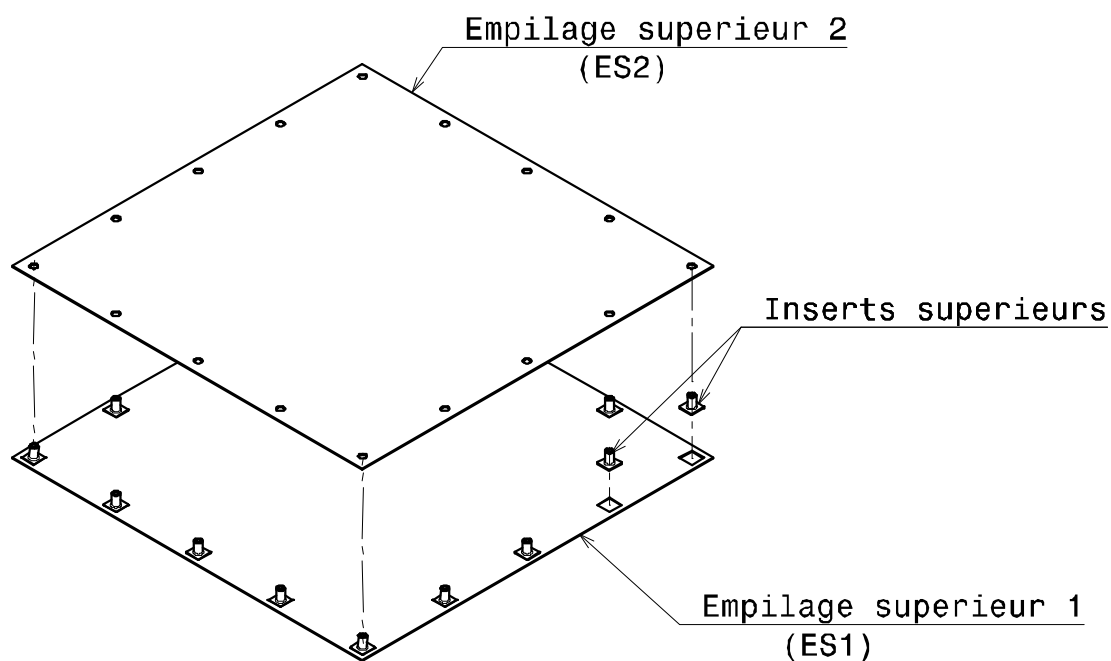 Empilage superieur 2
(ES2)
Inserts superieurs
Empilage superieur 1
(ES1)